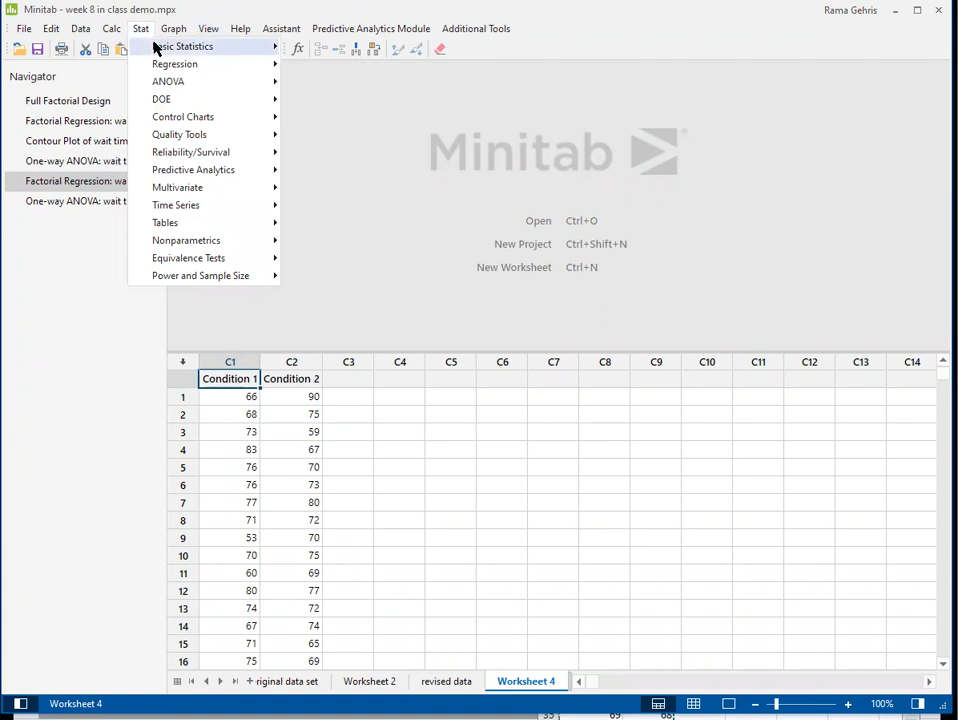 Minitab - week 8 in class demo.mpx
Rama Gehris
File Edit Data Calc Stat Graph View Help Assistant Predictive Analytics Module Additional Tools
fx
Navigator
Full Factorial Design
Factorial Regression: wa
Contour Plot of wait tim
One-way ANOVA: wait t
Factorial Regression: wa
One-way ANOVA: wait t
Basic Statistics
Regression
ANOVA
DOE
Control Charts
Quality Tools
Reliability/Survival
Predictive Analytics
Multivariate
Time Series
Tables
Nonparametrics
Equivalence Tests
Power and Sample Size
Minitab
Open Ctrl+O
New Project Ctrl+Shift+N
New Worksheet Ctrl+N
C1 C2 C3 C4 C5 C6 C7 C8 C9 C10 C11 C12 C13 C14
Condition 1 Condition 2
1 66 90
2 68 75
3 73 59
4 83 67
5 76 70
6 76 73
7 77 80
8 71 72
9 53 70
10 70 75
11 60 69
12 80 77
13 74 72
14 67 74
15 71 65
16 75 69
riginal data set Worksheet 2 revised data Worksheet 4
Worksheet 4
100%